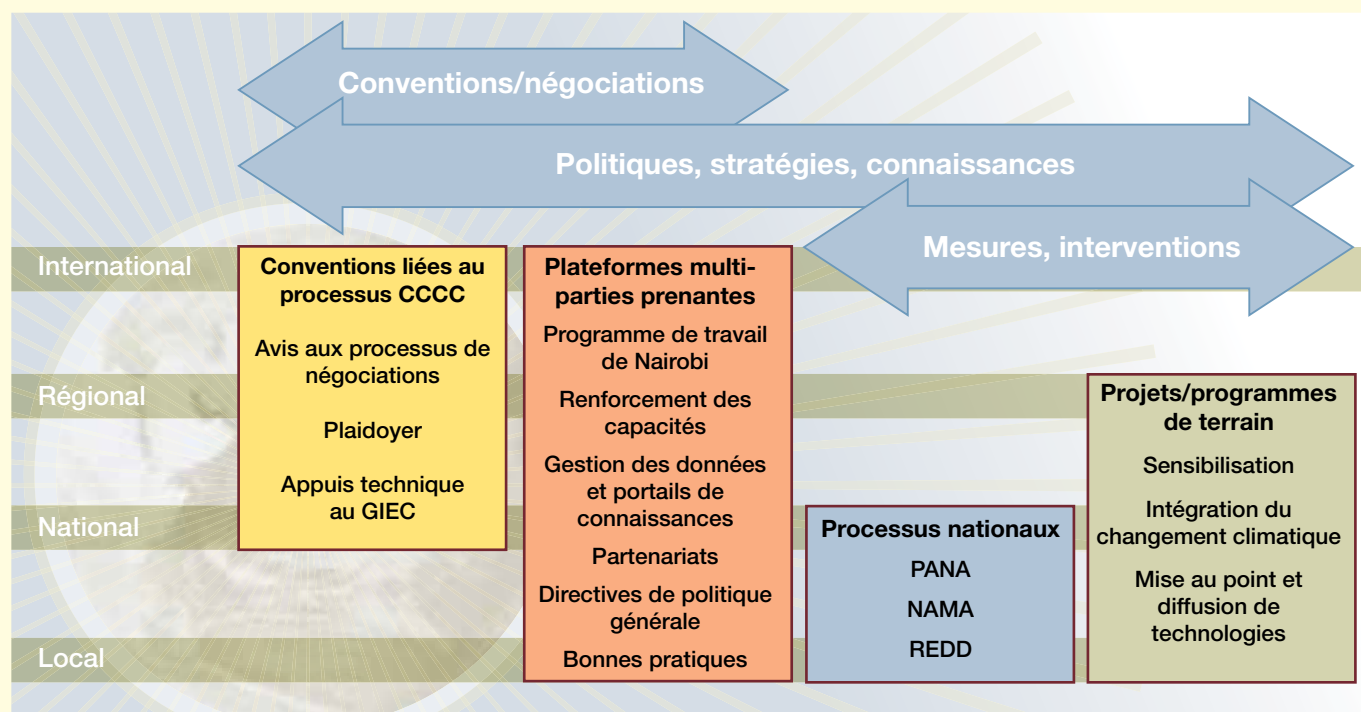 Conventions/négociations
Politiques, stratégies, connaissances
Mesures, interventions
International
Régional
National
Local
Conventions liées au
processus CCCC
Avis aux processus de
négociations
Plaidoyer
Appuis technique
au GIEC
Plateformes multi-
parties prenantes
Programme de travail
de Nairobi
Renforcement des
capacités
Gestion des données
et portails de
connaissances
Partenariats
Directives de politique
générale
Bonnes pratiques
Processus nationaux
PANA
NAMA
REDD
Projets/programmes
de terrain
Sensibilisation
Intégration du
changement climatique
Mise au point et
diffusion de
technologies